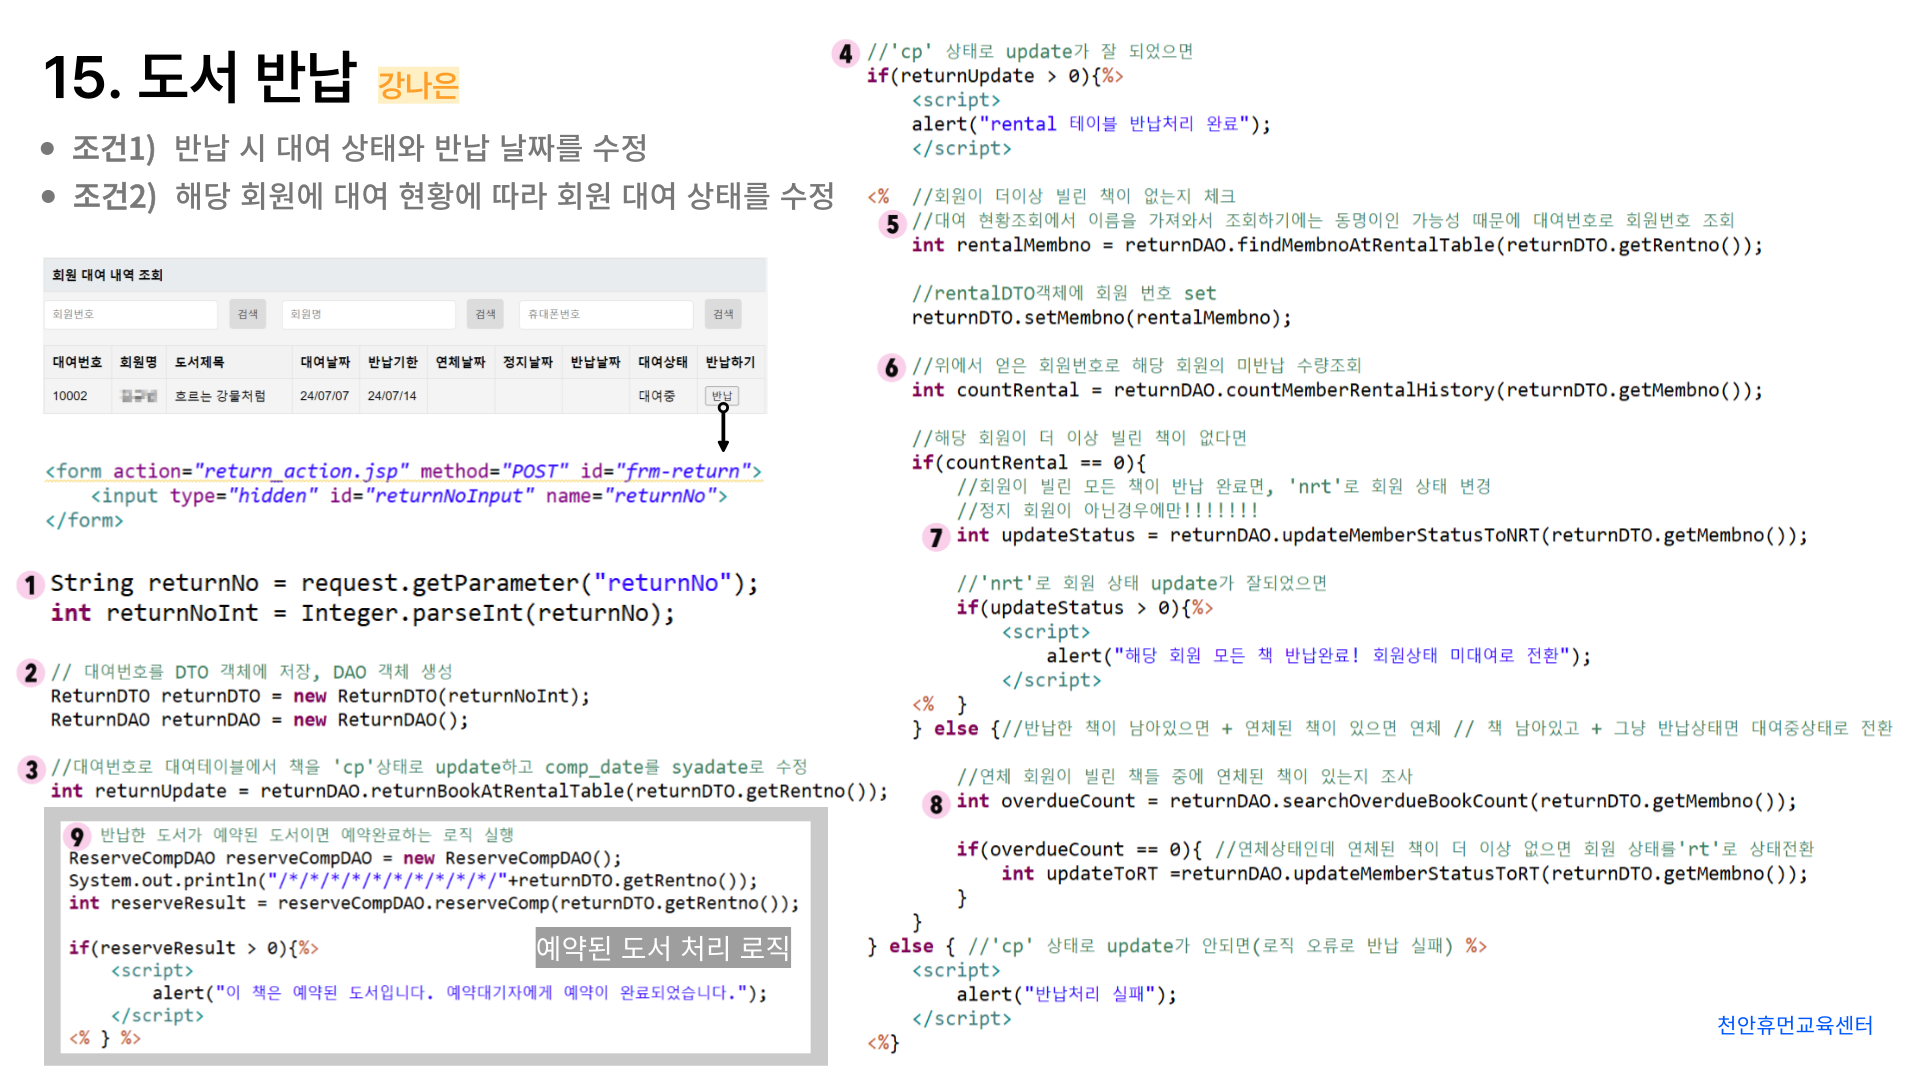 15. 도서 반납 강나은
조건1) 반납 시 대여 상태와 반납 날짜를 수정
조건2) 해당 회원에 대여 현황에 따라 회원 대여 상태를 수정
회원 대여 내역 조회
회원번호 검색 회원명 검색 휴대폰번호 검색
대여번호 회원명 도서제목 대여날짜 반납기한 연체날짜 정지날짜 반납날짜 대여상태 반납하기
10002 흐르는 강물처럼 24/07/07 24/07/14 대여중 반납
<form action="return_action.jsp" method="POST" id="frm-return">
<input type="hidden" id="returnNoInput" name="returnNo">
</form>
1 String returnNo = request.getParameter("returnNo");
int returnNoInt = Integer.parseInt(returnNo);
2 // 대여번호를 DTO 객체에 저장, DAO 객체 생성
ReturnDTO returnDTO = new ReturnDTO(returnNoInt);
ReturnDAO returnDAO = new ReturnDAO();
3 //대여번호로 대여테이블에서 책을 'cp'상태로 update하고 comp_date를 syadate로 수정
int returnUpdate = returnDAO.returnBookAtRentalTable(returnDTO.getRentno());
9 반납한 도서가 예약된 도서이면 예약완료하는 로직 실행
ReserveCompDAO reserveCompDAO = new ReserveCompDAO();
System.out.println("/*/*/*/*/*/*/*/*/*/*/"+returnDTO.getRentno());
int reserveResult = reserveCompDAO.reserveComp(returnDTO.getRentno());
if(reserveResult > 0){%>
예약된 도서 처리 로직
<script>
alert("이 책은 예약된 도서입니다. 예약대기자에게 예약이 완료되었습니다.");
</script>
<% } %>
4 //'cp' 상태로 update가 잘 되었으면
if(returnUpdate > 0){%>
<script>
alert("rental 테이블 반납처리 완료");
</script>
<% //회원이 더이상 빌린 책이 없는지 체크
5 //대여 현황조회에서 이름을 가져와서 조회하기에는 동명이인 가능성 때문에 대여번호로 회원번호 조회
int rentalMembno = returnDAO.findMembnoAtRentalTable(returnDTO.getRentno());
//rentalDTO객체에 회원 번호 set
returnDTO.setMembno(rentalMembno);
6 //위에서 얻은 회원번호로 해당 회원의 미반납 수량조회
int countRental = returnDAO.countMemberRentalHistory(returnDTO.getMembno());
//해당 회원이 더 이상 빌린 책이 없다면
if(countRental == 0){
//회원이 빌린 모든 책이 반납 완료면, 'nrt'로 회원 상태 변경
//정지 회원이 아닌경우에만!!!!!!!
7 int updateStatus = returnDAO.updateMemberStatusToNRT(returnDTO.getMembno());
//'nrt'로 회원 상태 update가 잘되었으면
if(updateStatus > 0){%>
<script>
alert("해당 회원 모든 책 반납완료! 회원상태 미대여로 전환");
</script>
<% }
} else {//반납한 책이 남아있으면 + 연체된 책이 있으면 연체 // 책 남아있고 + 그냥 반납상태면 대여중상태로 전환
//연체 회원이 빌린 책들 중에 연체된 책이 있는지 조사
8 int overdueCount = returnDAO.searchOverdueBookCount(returnDTO.getMembno());
if(overdueCount == 0){ //연체상태인데 연체된 책이 더 이상 없으면 회원 상태를'rt'로 상태전환
int updateToRT =returnDAO.updateMemberStatusToRT(returnDTO.getMembno());
}
}
} else { //'cp' 상태로 update가 안되면(로직 오류로 반납 실패) %>
<script>
alert("반납처리 실패");
</script>
<%}
천안휴먼교육센터